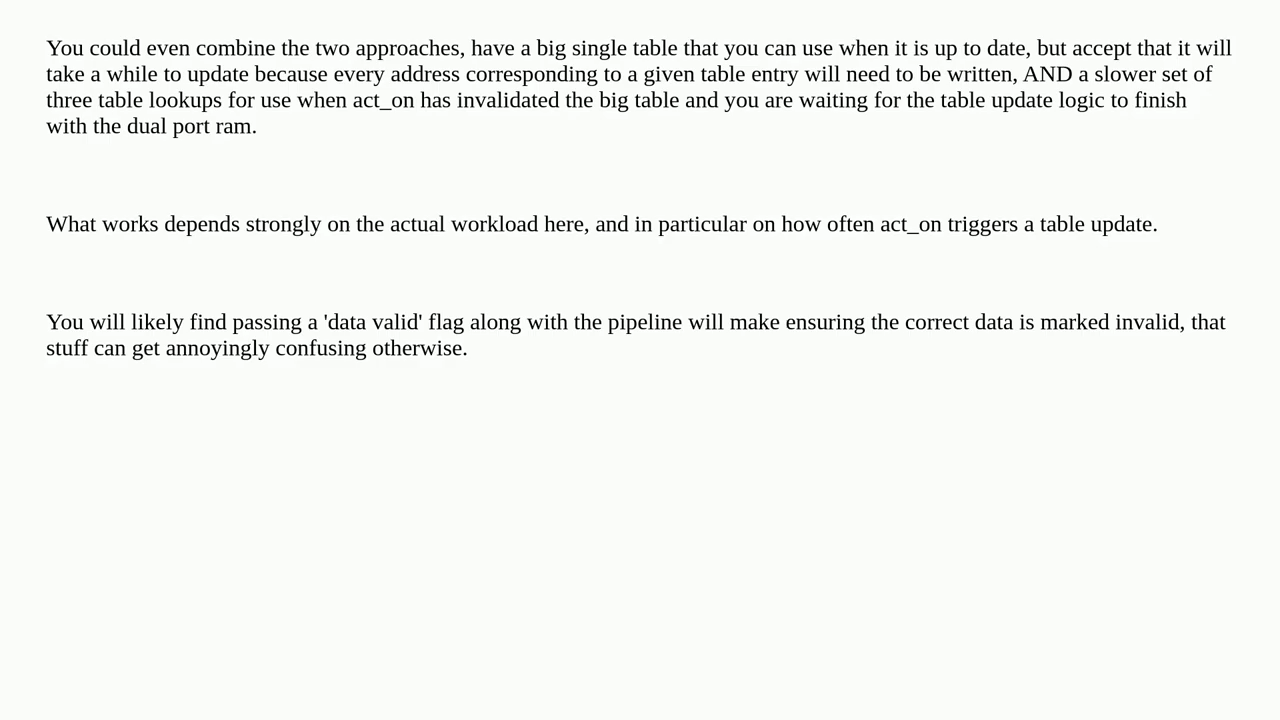 You could even combine the two approaches, have a big single table that you can use when it is up to date, but accept that it will
take a while to update because every address corresponding to a given table entry will need to be written, AND a slower set of
three table lookups for use when act_on has invalidated the big table and you are waiting for the table update logic to finish
with the dual port ram.
What works depends strongly on the actual workload here, and in particular on how often act_on triggers a table update.
You will likely find passing a 'data valid' flag along with the pipeline will make ensuring the correct data is marked invalid, that
stuff can get annoyingly confusing otherwise.